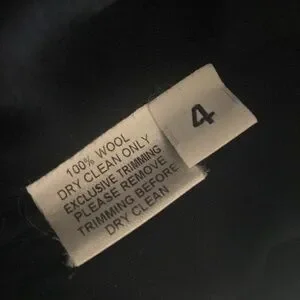 100% WOOL
DRY CLEAN ONLY
EXCLUSIVE TRIMMING
PLEASE REMOVE
TRIMMING BEFORE
DRY CLEAN
4